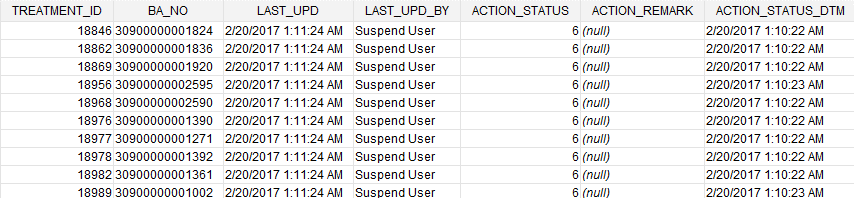 TREATMENT_ID BA_NO LAST_UPD LAST_UPD_BY ACTION_STATUS ACTION_REMARK ACTION_STATUS_DTM
18846 30900000001824 2/20/2017 1:11:24 AM Suspend User 6 (null) 2/20/2017 1:10:22 AM
18862 30900000001836 2/20/2017 1:11:24 AM Suspend User 6 (null) 2/20/2017 1:10:22 AM
18869 30900000001920 2/20/2017 1:11:24 AM Suspend User 6 (null) 2/20/2017 1:10:22 AM
18956 30900000002595 2/20/2017 1:11:24 AM Suspend User 6 (null) 2/20/2017 1:10:23 AM
18968 30900000002590 2/20/2017 1:11:24 AM Suspend User 6 (null) 2/20/2017 1:10:22 AM
18976 30900000001390 2/20/2017 1:11:24 AM Suspend User 6 (null) 2/20/2017 1:10:22 AM
18977 30900000001271 2/20/2017 1:11:24 AM Suspend User 6 (null) 2/20/2017 1:10:22 AM
18978 30900000001392 2/20/2017 1:11:24 AM Suspend User 6 (null) 2/20/2017 1:10:22 AM
18982 30900000001361 2/20/2017 1:11:24 AM Suspend User 6 (null) 2/20/2017 1:10:22 AM
18989 30900000001002 2/20/2017 1:11:24 AM Suspend User 6 (null) 2/20/2017 1:10:23 AM